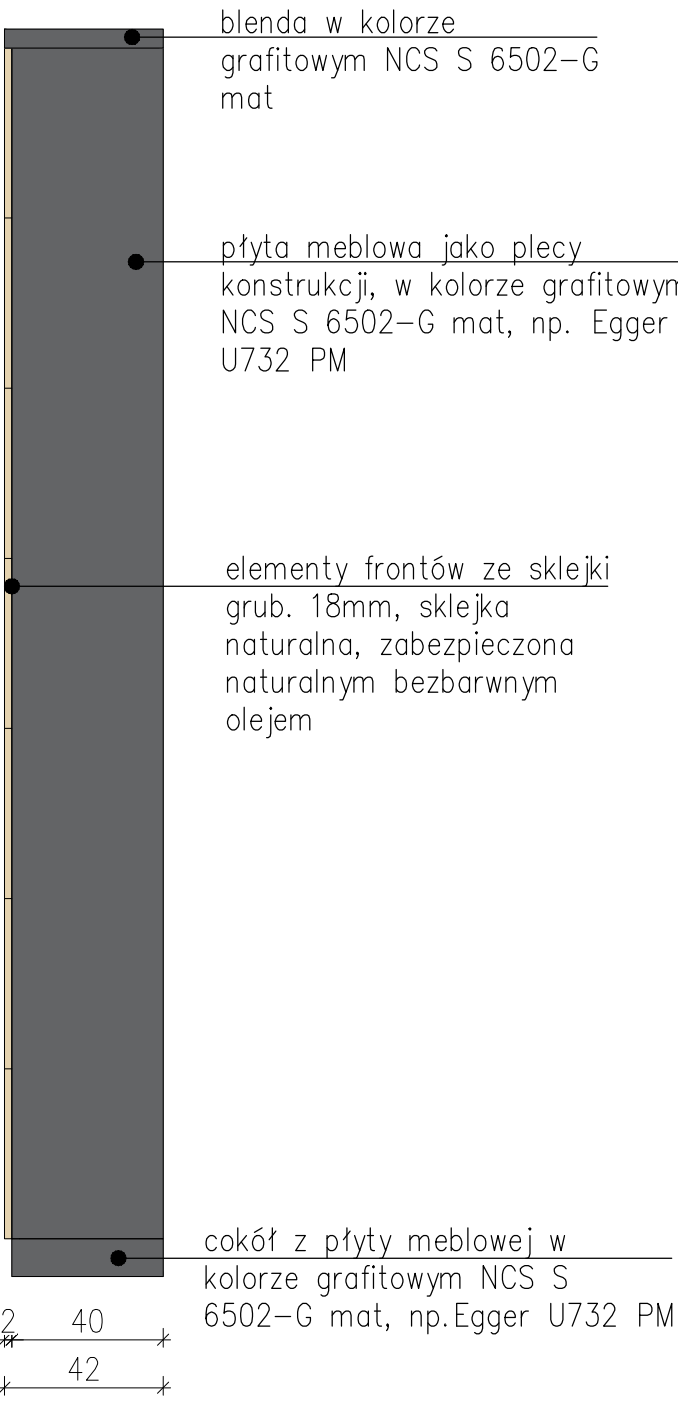 blenda w kolorze
grafitowym NCS S 6502-G
mat
płyta meblowa jako plecy
konstrukcji, w kolorze grafitowym
NCS S 6502-G mat, np. Egger
U732 PM
elementy frontów ze sklejki
grub. 18mm, sklejka
naturalna, zabezpieczona
naturalnym bezbarwnym
olejem
cokół z płyty meblowej w
kolorze grafitowym NCS S
6502-G mat, np.Egger U732 PM
2 40
42